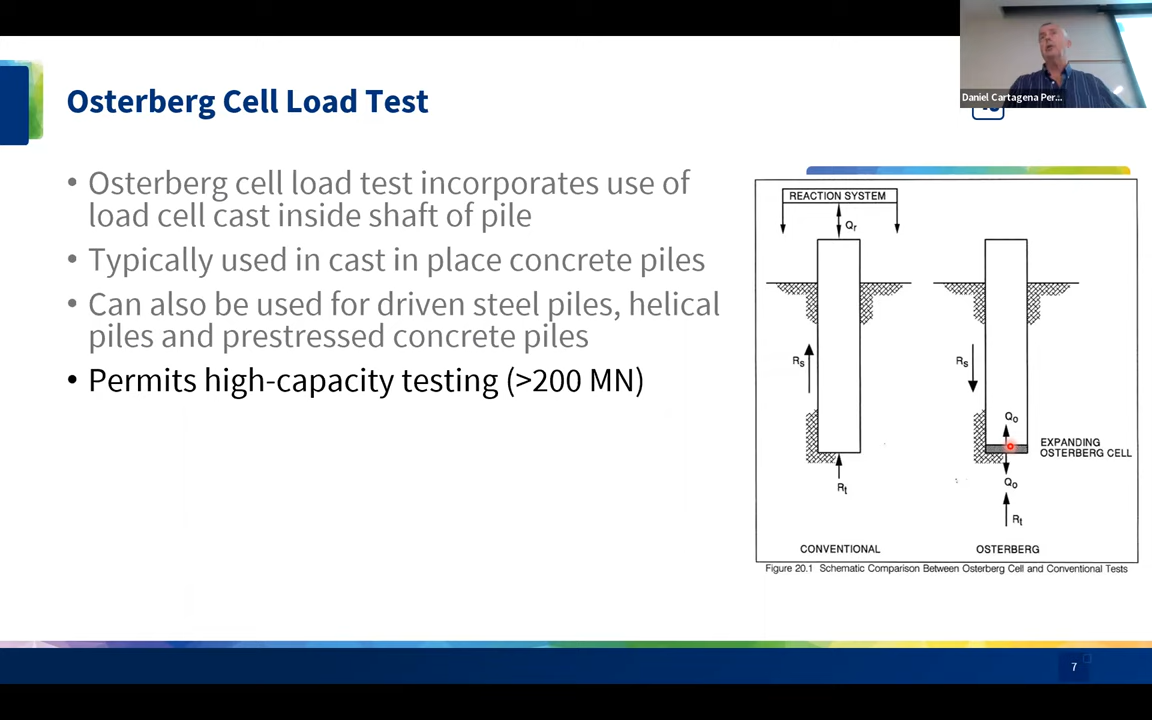 Osterberg Cell Load Test
Daniel Cartagena Per...
• Osterberg cell load test incorporates use of
load cell cast inside shaft of pile
• Typically used in cast in place concrete piles
• Can also be used for driven steel piles, helical
piles and prestressed concrete piles
• Permits high-capacity testing (>200 MN)
REACTION SYSTEM
Qr
Rs
Rt
CONVENTIONAL
Rs
Qo
EXPANDING
OSTERBERG CELL
Qo
Rt
OSTERBERG
Figure 20.1 Schematic Comparison Between Osterberg Cell and Conventional Tests
7